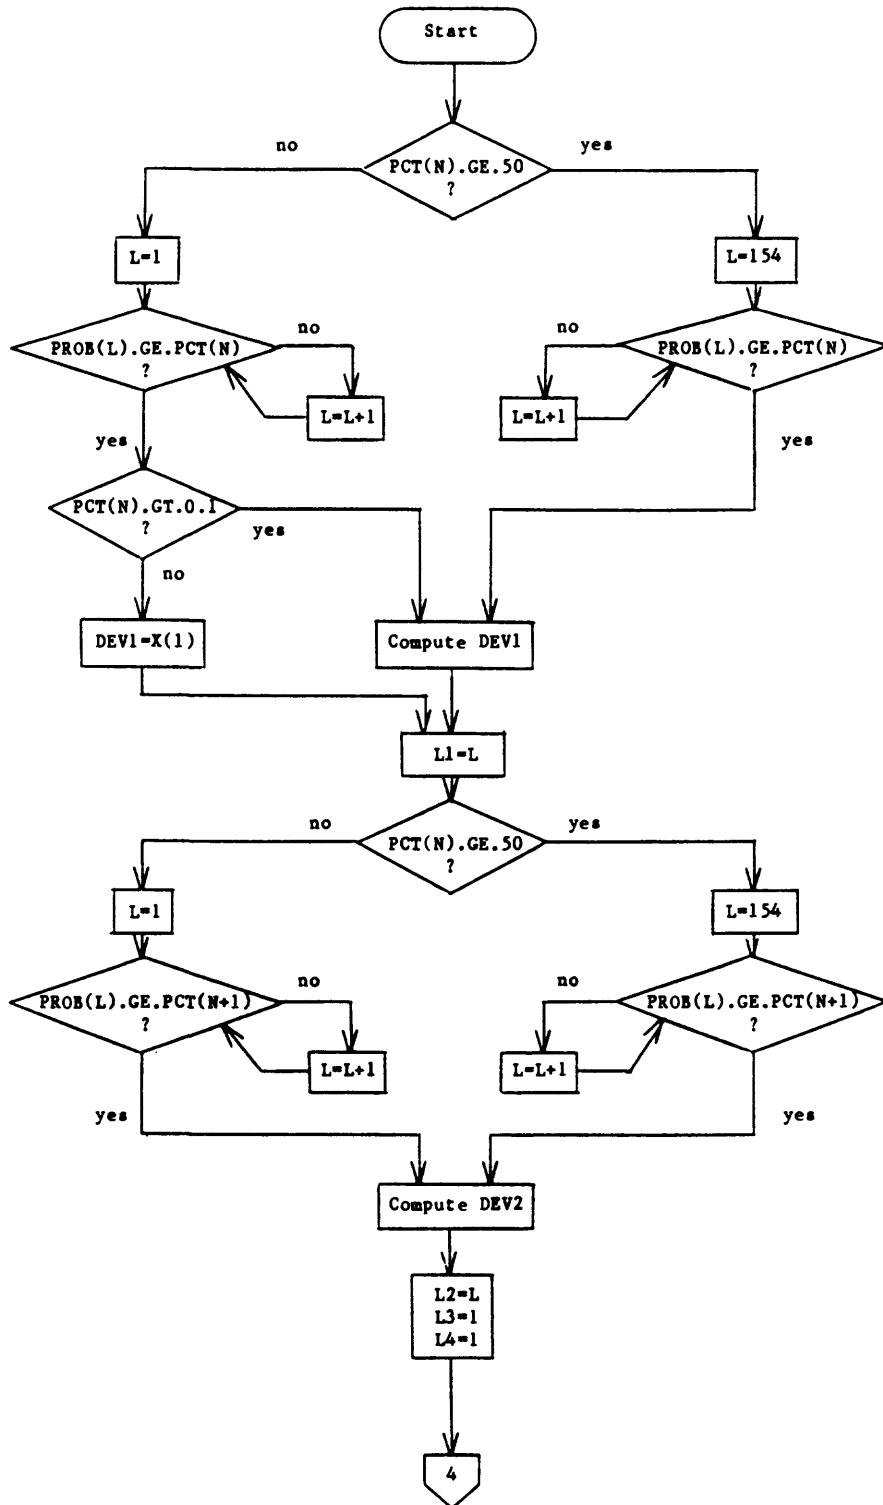 Start
no
yes
PCT(N).GE.50
?
L=1
L=154
PROB(L).GE.PCT(N)
?
no
no
PROB(L).GE.PCT(N)
?
L=L+1
L=L+1
yes
yes
PCT(N).GT.0.1
?
yes
no
DEV1=X(1)
Compute DEV1
L1=L
no
yes
PCT(N).GE.50
?
L=1
L=154
PROB(L).GE.PCT(N+1)
?
no
no
PROB(L).GE.PCT(N+1)
?
L=L+1
L=L+1
yes
yes
Compute DEV2
L2=L
L3=1
L4=1
4